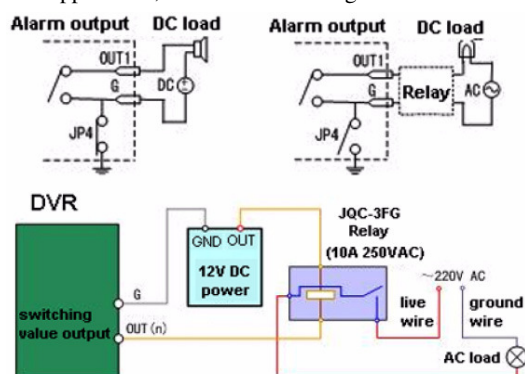 Alarm output
DC load
OUT1
G
DC
JP4
Alarm output
DC load
OUT1
G
Relay
AC
JP4
DVR
GND OUT
12V DC
power
JQC-3FG
Relay
(10A 250VAC)
~220V AC
G
switching
value output
OUT(n)
live
wire
ground
wire
AC load